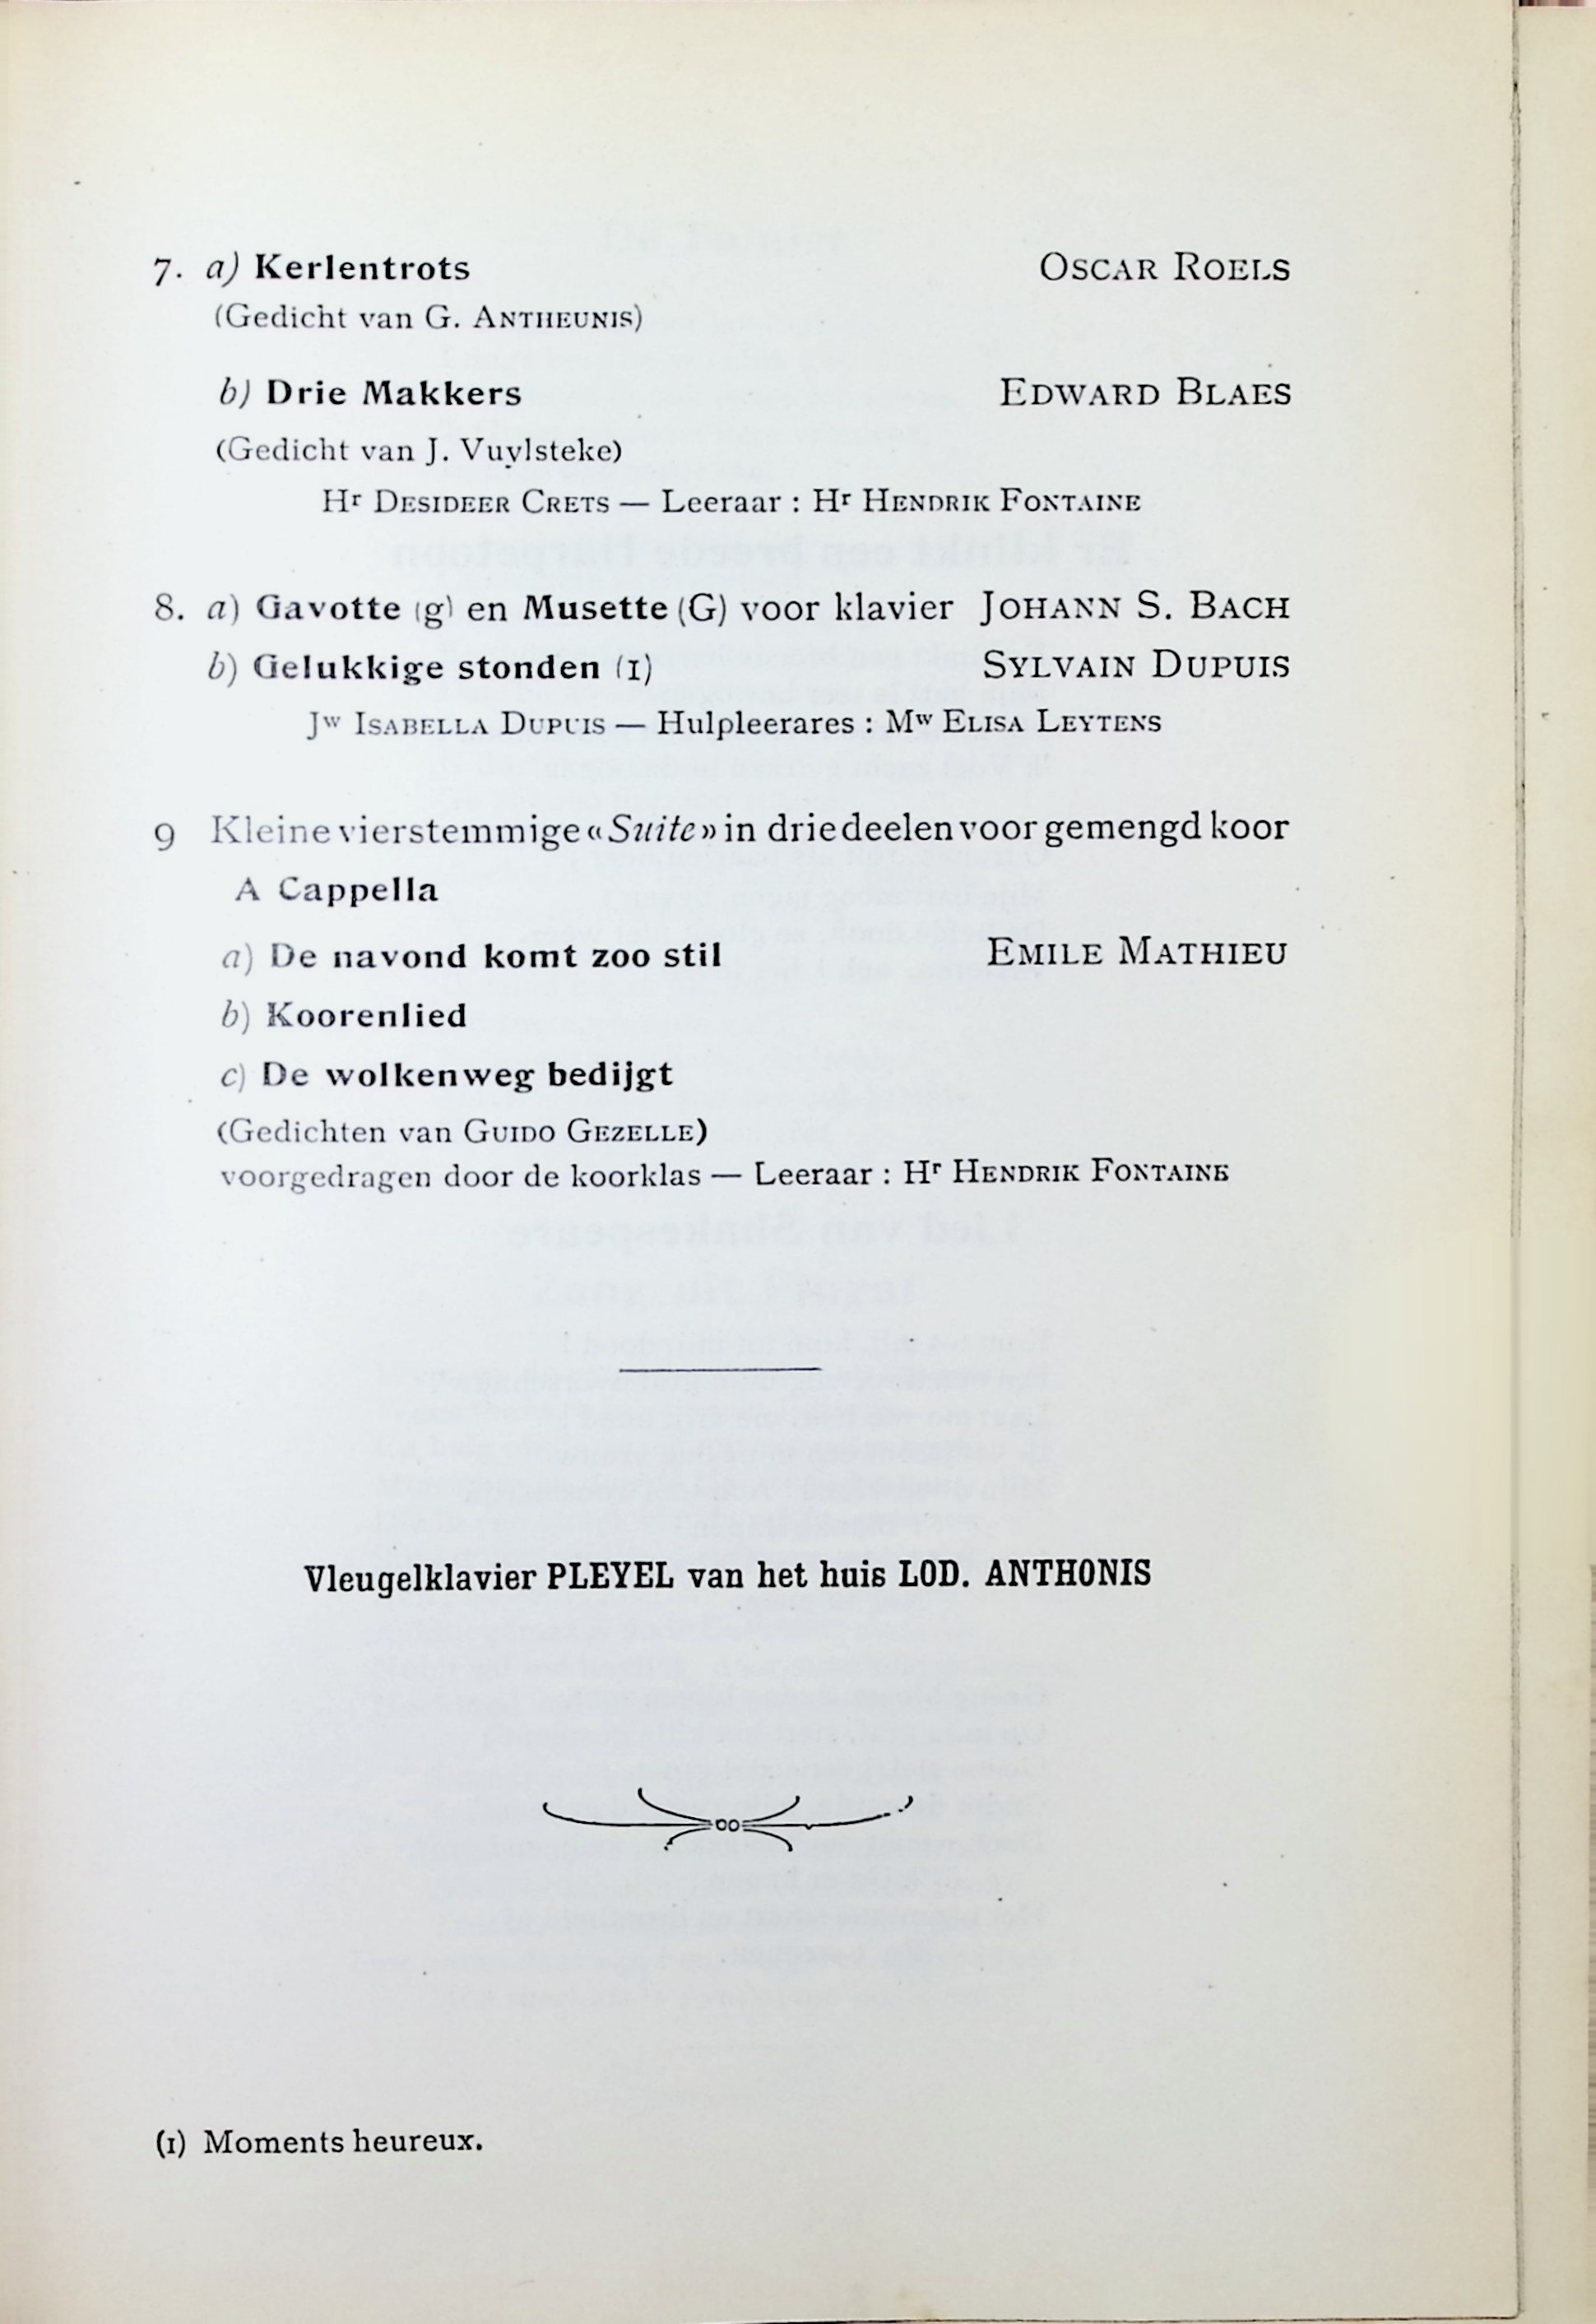 7. a) Kerlentrots OSCAR ROELS
(Gedicht van G. ANTHEUNIS)
b) Drie Makkers EDWARD BLAES
(Gedicht van J. Vuylsteke)
Hr DESIDEER CRETS — Leeraar : Hr HENDRIK FONTAINE
8. a) Gavotte (g) en Musette (G) voor klavier JOHANN S. BACH
b) Gelukkige stonden (1) SYLVAIN DUPUIS
Jw ISABELLA DUPUIS — Hulpleerares : Mw ELISA LEYTENS
9 Kleine vierstemmige « Suite » in drie deelen voor gemengd koor
A Cappella
a) De navond komt zoo stil EMILE MATHIEU
b) Koorenlied
c) De wolkenweg bedijgt
(Gedichten van GUIDO GEZELLE)
voorgedragen door de koorklas — Leeraar : Hr HENDRIK FONTAINE
Vleugelklavier PLEYEL van het huis LOD. ANTHONIS
(1) Moments heureux.